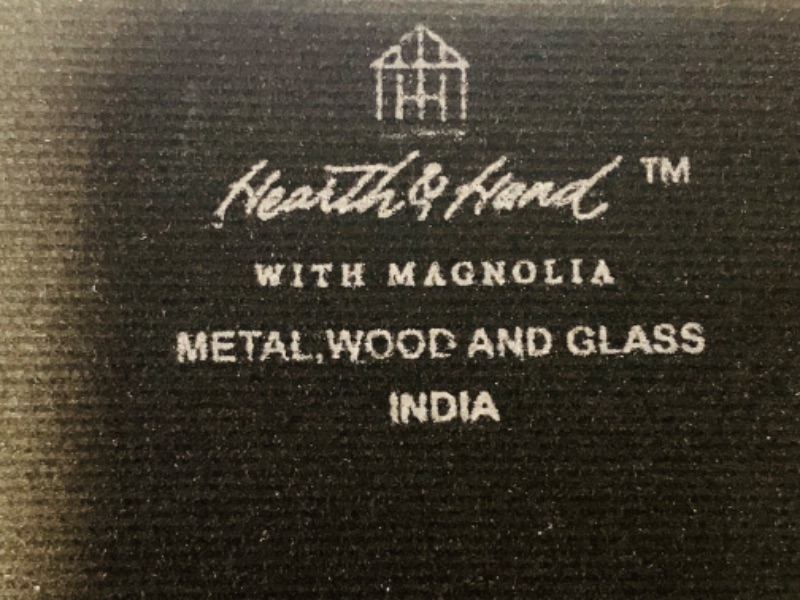 Hearth & Hand ™
WITH MAGNOLIA
METAL,WOOD AND GLASS
INDIA